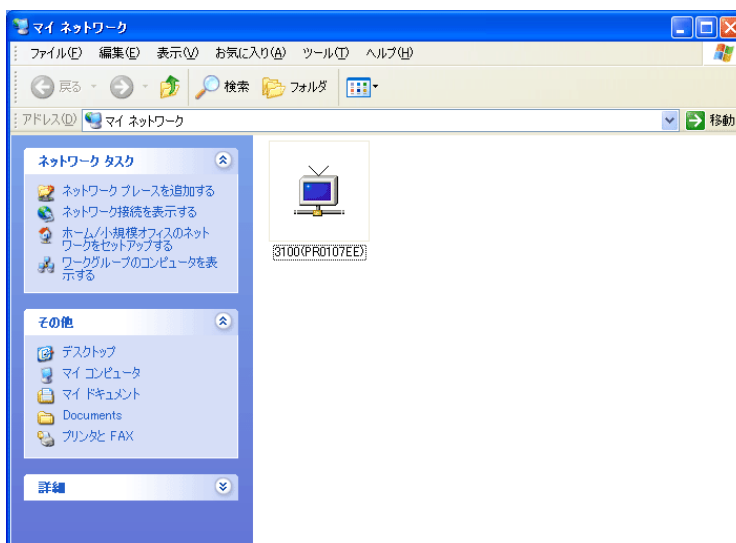 マイ ネットワーク
ファイル(F) 編集(E) 表示(V) お気に入り(A) ツール(T) ヘルプ(H)
戻る 検索 フォルダ
アドレス(D) マイ ネットワーク 移動
ネットワーク タスク
ネットワーク プレースを追加する
ネットワーク接続を表示する
ホーム/小規模オフィスのネット
ワークをセットアップする
ワークグループのコンピュータを表
示する
その他
デスクトップ
マイ コンピュータ
マイ ドキュメント
Documents
プリンタと FAX
詳細
3100(PR0107EE)